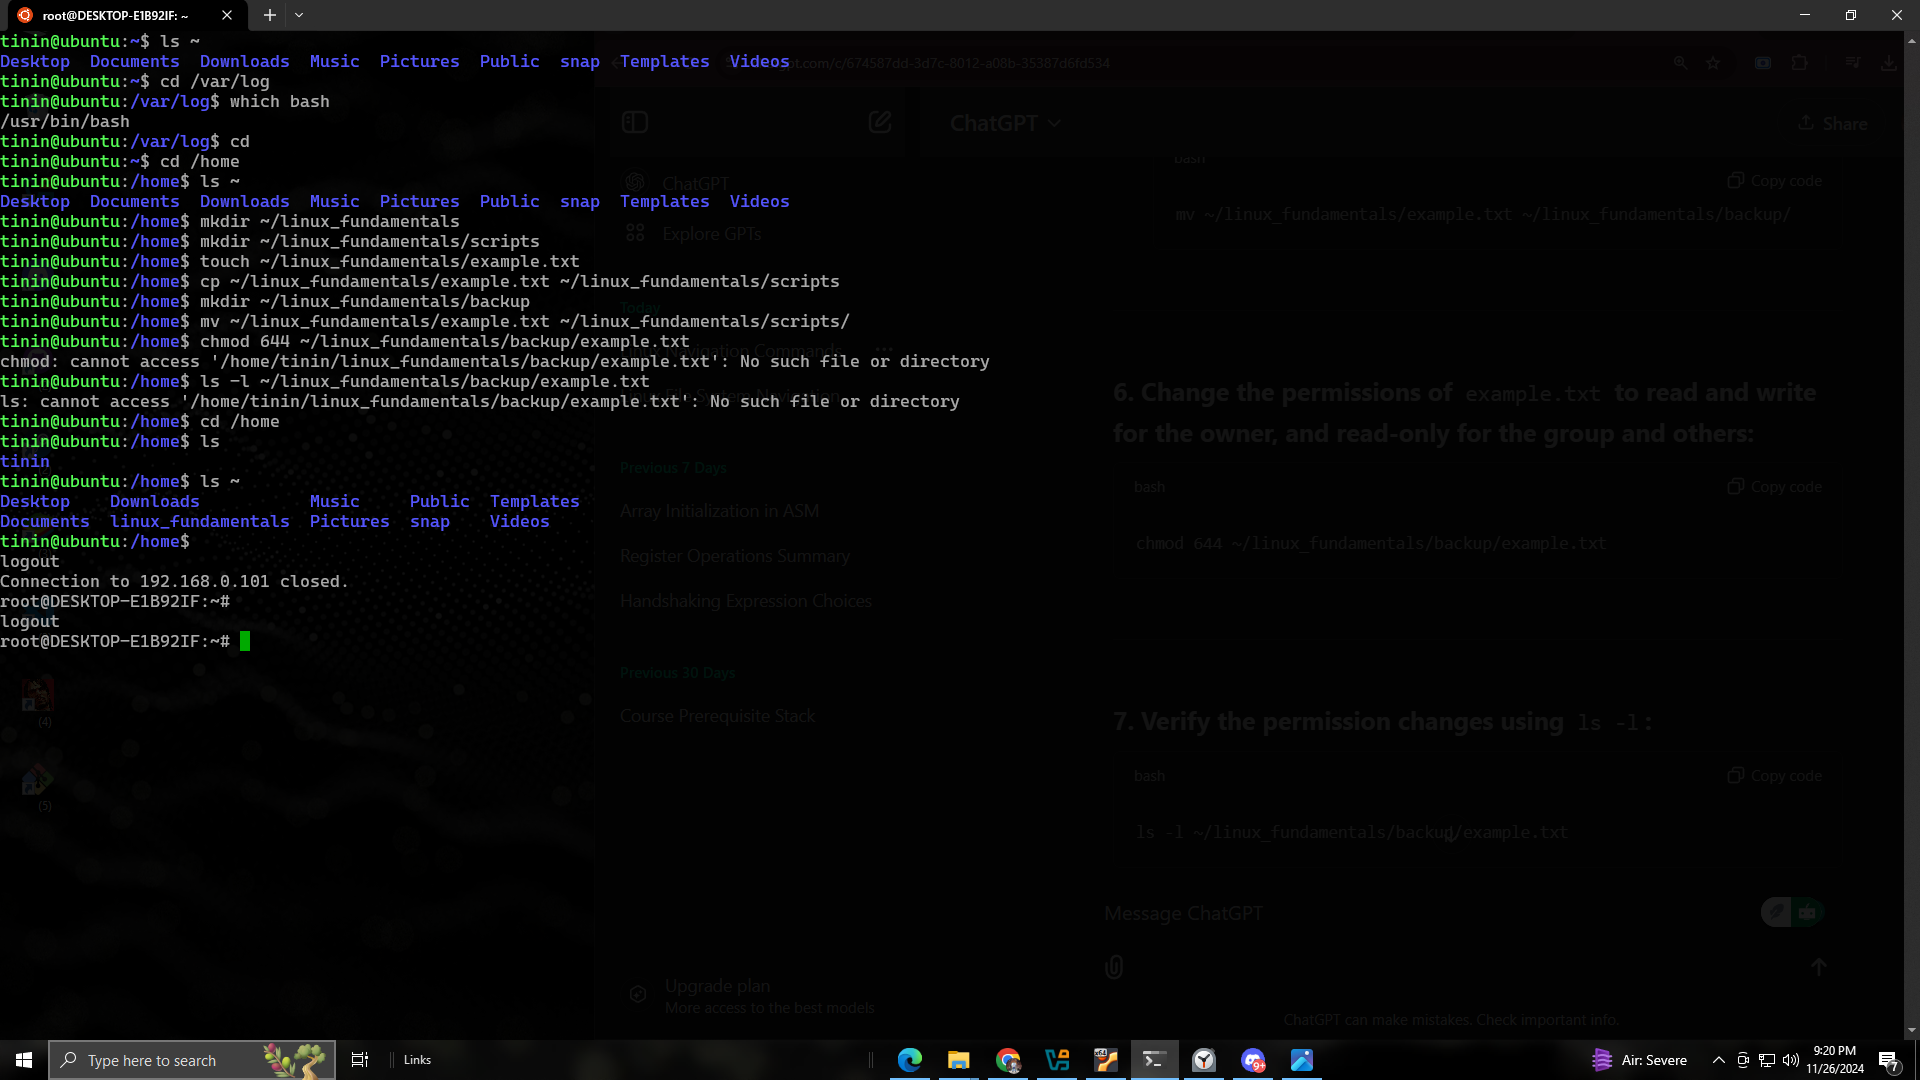 root@DESKTOP-E1B92IF: ~
tinin@ubuntu:~$ ls ~
Desktop Documents Downloads Music Pictures Public snap Templates Videos
tinin@ubuntu:~$ cd /var/log
tinin@ubuntu:/var/log$ which bash
/usr/bin/bash
tinin@ubuntu:/var/log$ cd
tinin@ubuntu:~$ cd /home
tinin@ubuntu:/home$ ls ~
Desktop Documents Downloads Music Pictures Public snap Templates Videos
tinin@ubuntu:/home$ mkdir ~/linux_fundamentals
tinin@ubuntu:/home$ mkdir ~/linux_fundamentals/scripts
tinin@ubuntu:/home$ touch ~/linux_fundamentals/example.txt
tinin@ubuntu:/home$ cp ~/linux_fundamentals/example.txt ~/linux_fundamentals/scripts
tinin@ubuntu:/home$ mkdir ~/linux_fundamentals/backup
tinin@ubuntu:/home$ mv ~/linux_fundamentals/example.txt ~/linux_fundamentals/scripts/
tinin@ubuntu:/home$ chmod 644 ~/linux_fundamentals/backup/example.txt
chmod: cannot access '/home/tinin/linux_fundamentals/backup/example.txt': No such file or directory
tinin@ubuntu:/home$ ls -l ~/linux_fundamentals/backup/example.txt
ls: cannot access '/home/tinin/linux_fundamentals/backup/example.txt': No such file or directory
tinin@ubuntu:/home$ cd /home
tinin@ubuntu:/home$ ls
tinin
tinin@ubuntu:/home$ ls ~
Desktop Downloads Music Public Templates
Documents linux_fundamentals Pictures snap Videos
tinin@ubuntu:/home$
logout
Connection to 192.168.0.101 closed.
root@DESKTOP-E1B92IF:~#
logout
root@DESKTOP-E1B92IF:~#
(4)
(5)
/c/674587dd-3d7c-8012-a08b-35387d6fd534
ChatGPT
Share
ChatGPT
Explore GPTs
Today
Linux Navigation Commands
Previous 7 Days
Array Initialization in ASM
Register Operations Summary
Handshaking Expression Choices
Previous 30 Days
Course Prerequisite Stack
Upgrade plan
More access to the best models
bash
Copy code
mv ~/linux_fundamentals/example.txt ~/linux_fundamentals/backup/
6. Change the permissions of example.txt to read and write
for the owner, and read-only for the group and others:
bash
Copy code
chmod 644 ~/linux_fundamentals/backup/example.txt
7. Verify the permission changes using ls -l:
bash
Copy code
ls -l ~/linux_fundamentals/backup/example.txt
Message ChatGPT
ChatGPT can make mistakes. Check important info.
Type here to search
Links
9+
Air: Severe
9:20 PM
11/26/2024
7